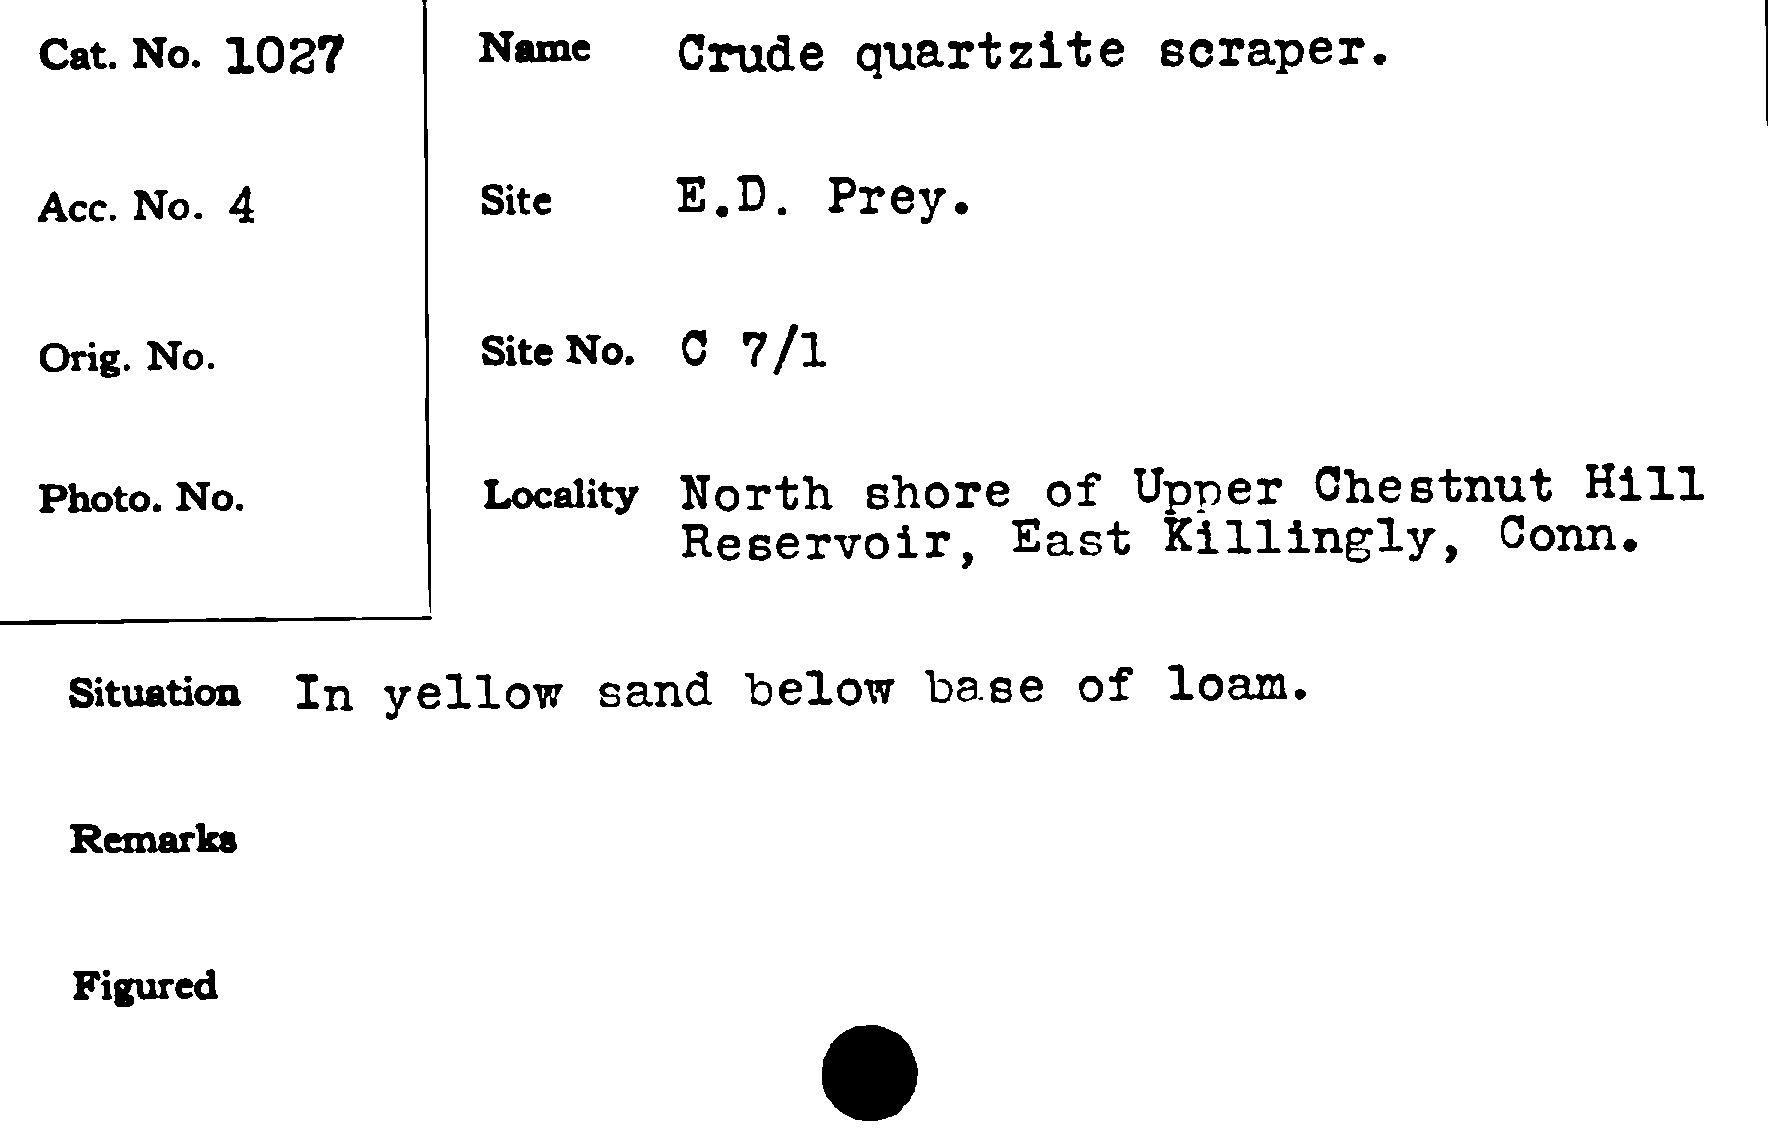 Cat. No. 1027
Name Crude quartzite scraper.
Acc. No. 4
Site E.D. Prey.
Orig. No.
Site No. C 7/1
Photo. No.
Locality North shore of Upper Chestnut Hill
Reservoir, East Killingly, Conn.
Situation In yellow sand below base of loam.
Remarks
Figured